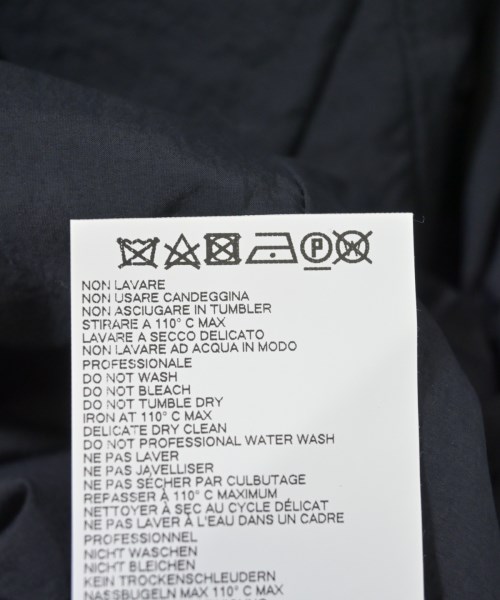 P W
NON LAVARE
NON USARE CANDEGGINA
NON ASCIUGARE IN TUMBLER
STIRARE A 110° C MAX
LAVARE A SECCO DELICATO
NON LAVARE AD ACQUA IN MODO
PROFESSIONALE
DO NOT WASH
DO NOT BLEACH
DO NOT TUMBLE DRY
IRON AT 110° C MAX
DELICATE DRY CLEAN
DO NOT PROFESSIONAL WATER WASH
NE PAS LAVER
NE PAS JAVELLISER
NE PAS SÉCHER PAR CULBUTAGE
REPASSER À 110° C MAXIMUM
NETTOYER À SEC AU CYCLE DÉLICAT
NE PAS LAVER À L'EAU DANS UN CADRE
PROFESSIONNEL
NICHT WASCHEN
NICHT BLEICHEN
KEIN TROCKENSCHLEUDERN
NASSBUGELN MAX 110° C MAX